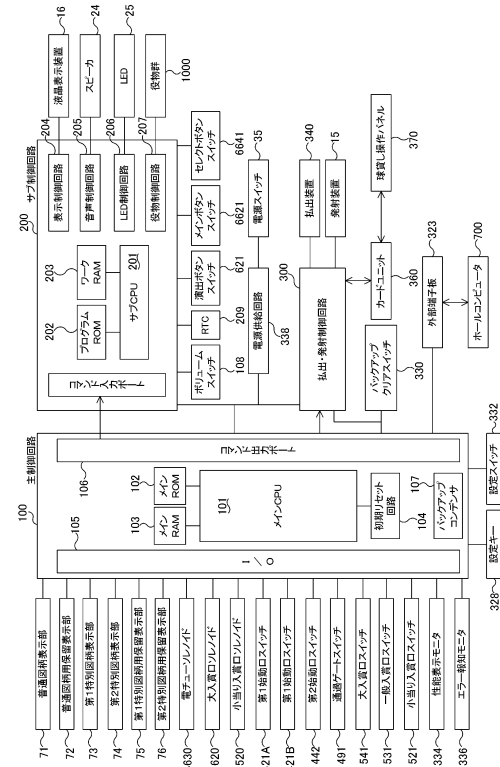 主制御回路
100
105
I／O
106
コマンド出力ポート
103
メイン
RAM
102
メイン
ROM
101
メインCPU
初期リセット
回路
104
107
バックアップ
コンデンサ
328
設定キー
設定スイッチ
332
71
普通図柄表示部
72
普通図柄用保留表示部
73
第1特別図柄表示部
74
第2特別図柄表示部
75
第1特別図柄用保留表示部
76
第2特別図柄用保留表示部
630
電チューソレノイド
620
大入賞口ソレノイド
520
小当り入賞口ソレノイド
21A
第1始動口スイッチ
21B
第1始動口スイッチ
442
第2始動口スイッチ
491
通過ゲートスイッチ
541
大入賞口スイッチ
531
一般入賞口スイッチ
521
小当り入賞口スイッチ
334
性能表示モニタ
336
エラー報知モニタ
サブ制御回路
200
コマンド入力ポート
202
プログラム
ROM
203
ワーク
RAM
サブCPU
201
204
表示制御回路
205
音声制御回路
206
LED制御回路
207
役物制御回路
液晶表示装置
16
スピーカ
24
LED
25
役物群
1000
ボリューム
スイッチ
108
RTC
209
演出ボタン
スイッチ
621
メインボタン
スイッチ
6621
セレクトボタン
スイッチ
6641
電源供給回路
338
電源スイッチ
35
300
払出・発射制御回路
払出装置
340
発射装置
15
バックアップ
クリアスイッチ
330
カードユニット
360
球貸し操作パネル
370
外部端子板
323
ホールコンピュータ
700